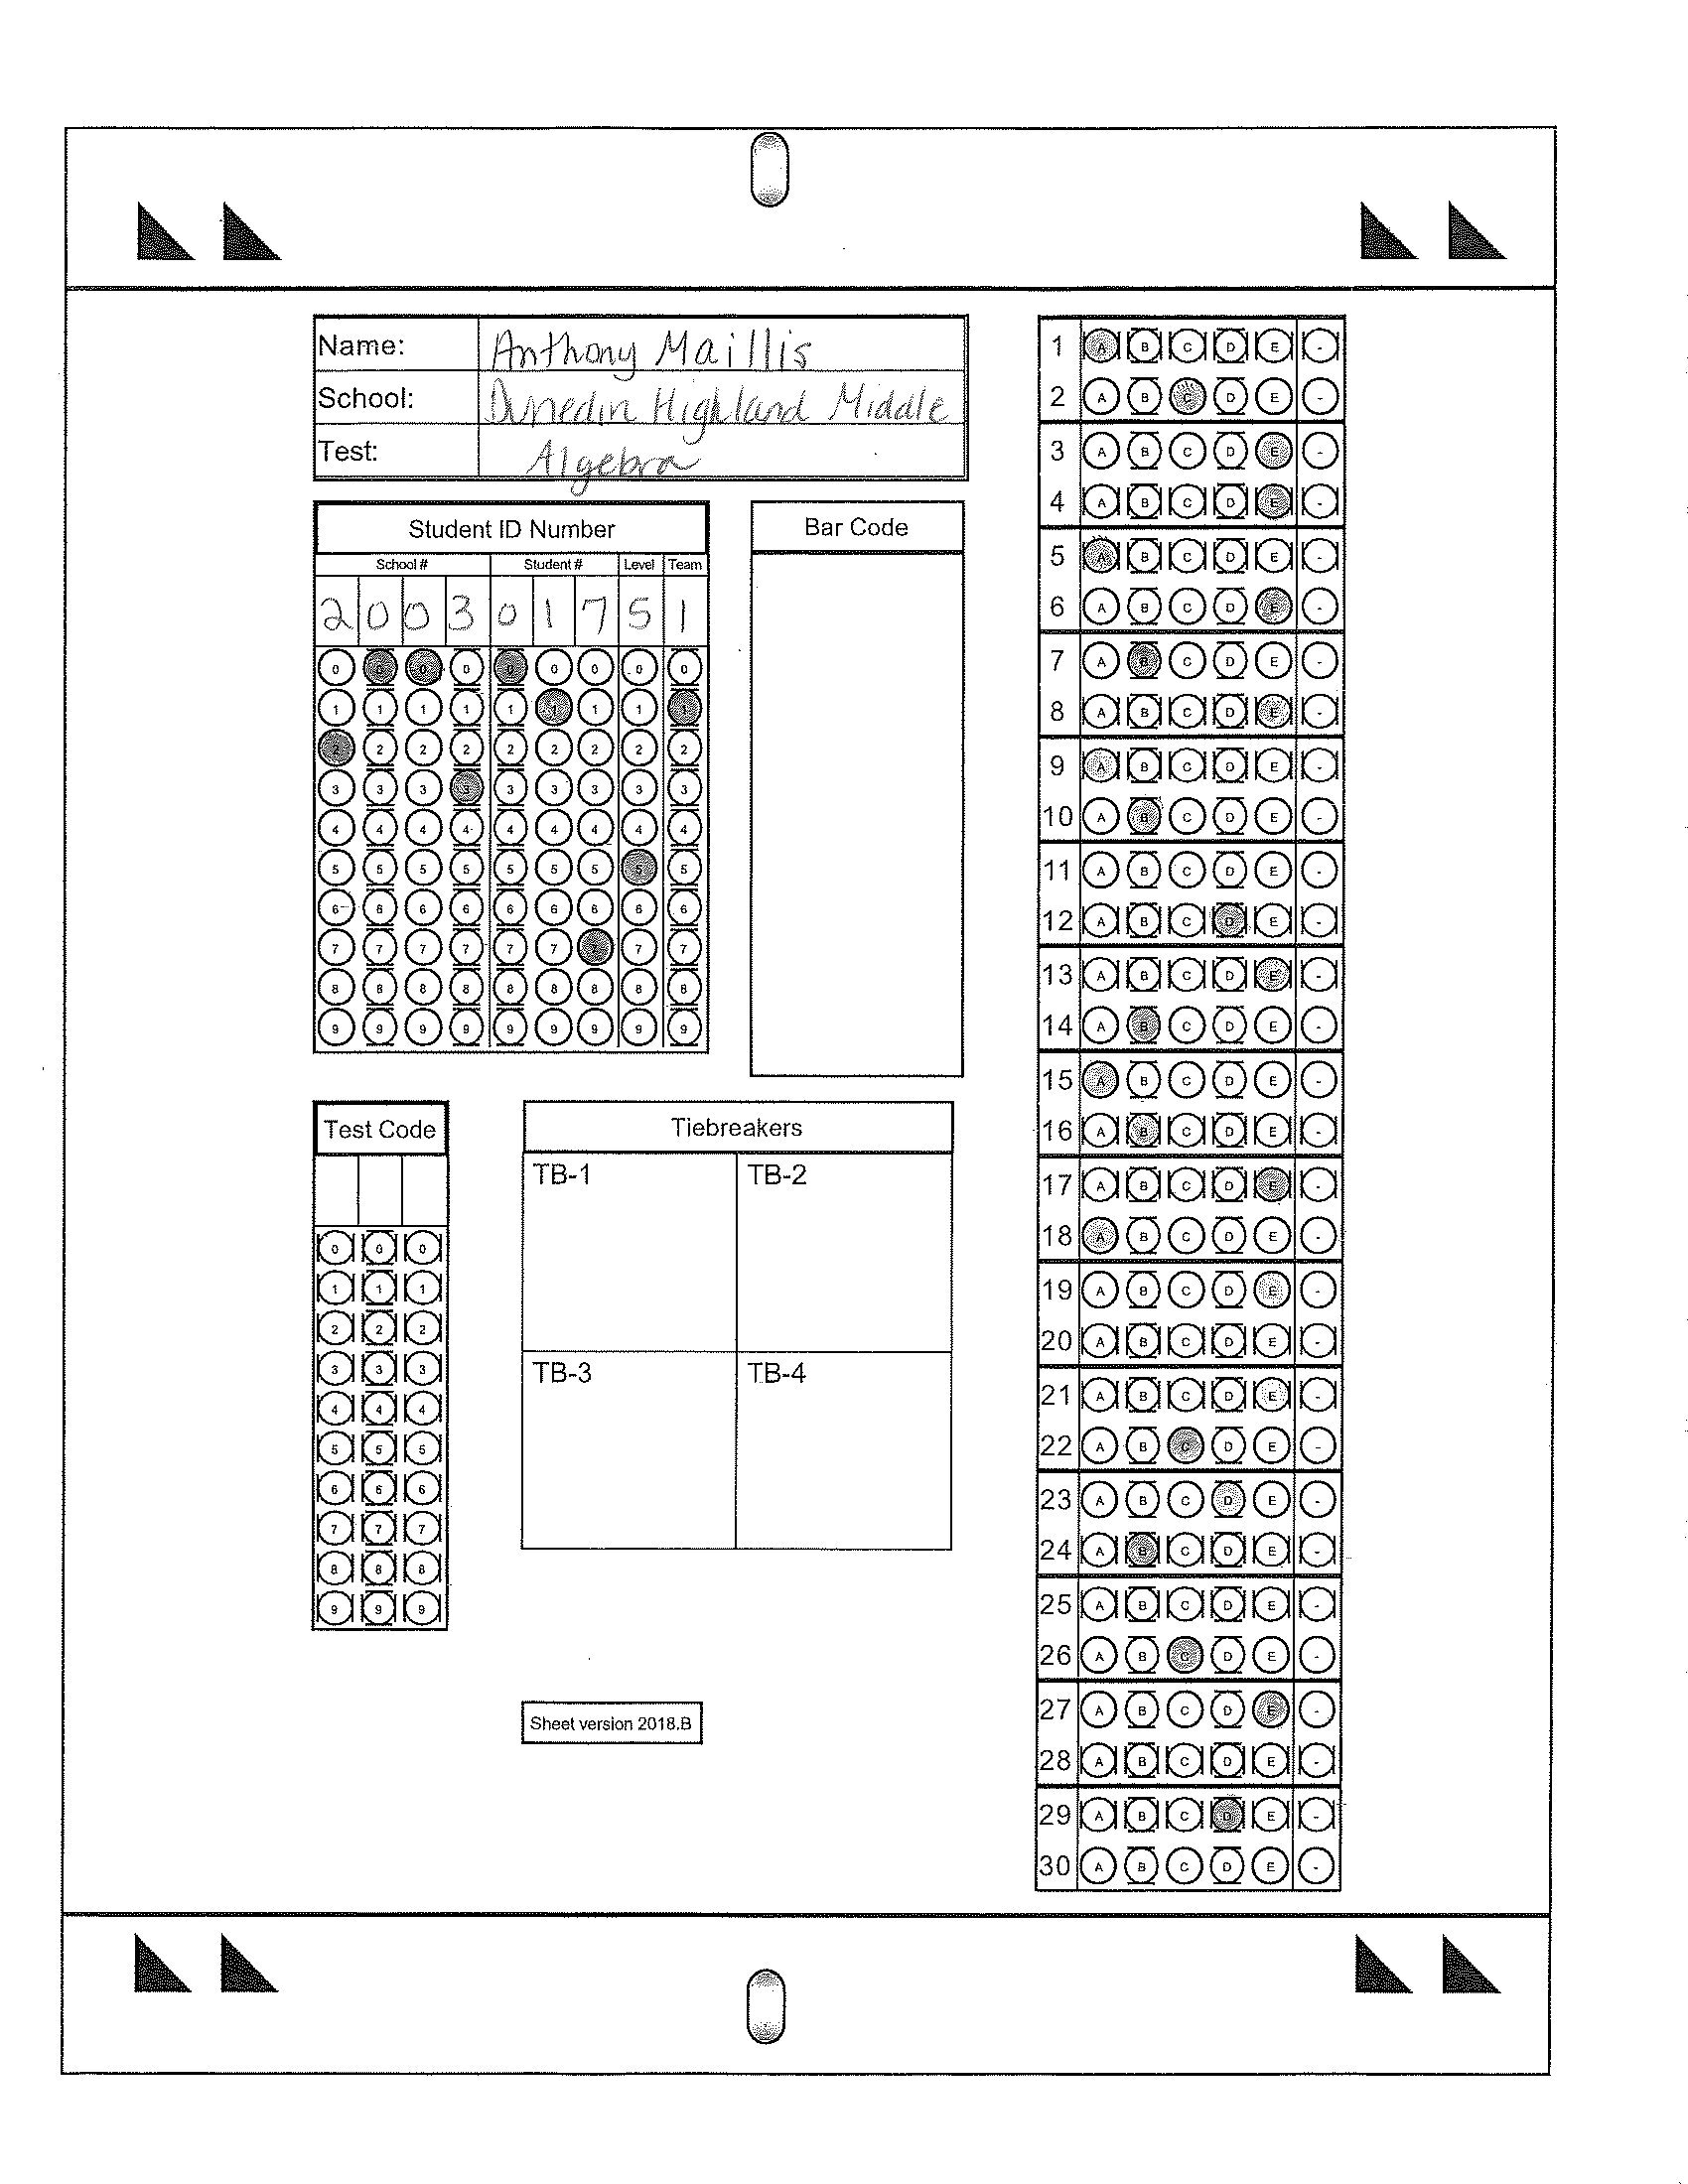 Name: Anthony Maillis
School: Dunedin Highland Middle
Test: Algebra
Student ID Number
School # Student # Level Team
2 0 0 3 0 1 7 5 1
0 0 0 0 0 0 0 0 0
1 1 1 1 1 1 1 1 1
2 2 2 2 2 2 2 2 2
3 3 3 3 3 3 3 3 3
4 4 4 4 4 4 4 4 4
5 5 5 5 5 5 5 5 5
6 6 6 6 6 6 6 6 6
7 7 7 7 7 7 7 7 7
8 8 8 8 8 8 8 8 8
9 9 9 9 9 9 9 9 9
Bar Code
Test Code
0 0 0
1 1 1
2 2 2
3 3 3
4 4 4
5 5 5
6 6 6
7 7 7
8 8 8
9 9 9
Tiebreakers
TB-1 TB-2
TB-3 TB-4
Sheet version 2018.B
1 A B C D E -
2 A B C D E -
3 A B C D E -
4 A B C D E -
5 A B C D E -
6 A B C D E -
7 A B C D E -
8 A B C D E -
9 A B C D E -
10 A B C D E -
11 A B C D E -
12 A B C D E -
13 A B C D E -
14 A B C D E -
15 A B C D E -
16 A B C D E -
17 A B C D E -
18 A B C D E -
19 A B C D E -
20 A B C D E -
21 A B C D E -
22 A B C D E -
23 A B C D E -
24 A B C D E -
25 A B C D E -
26 A B C D E -
27 A B C D E -
28 A B C D E -
29 A B C D E -
30 A B C D E -